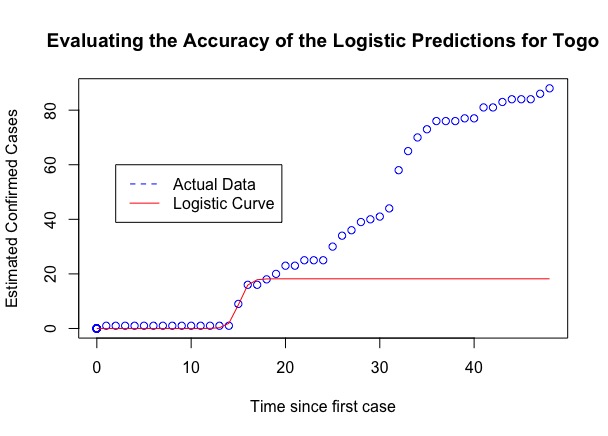 Evaluating the Accuracy of the Logistic Predictions for Togo
Estimated Confirmed Cases
80
60
40
20
0
Actual Data
Logistic Curve
0 10 20 30 40
Time since first case